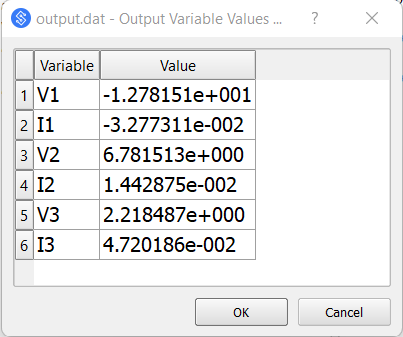 output.dat - Output Variable Values ... ? ×
Variable Value
1 V1 -1.278151e+001
2 I1 -3.277311e-002
3 V2 6.781513e+000
4 I2 1.442875e-002
5 V3 2.218487e+000
6 I3 4.720186e-002
OK Cancel